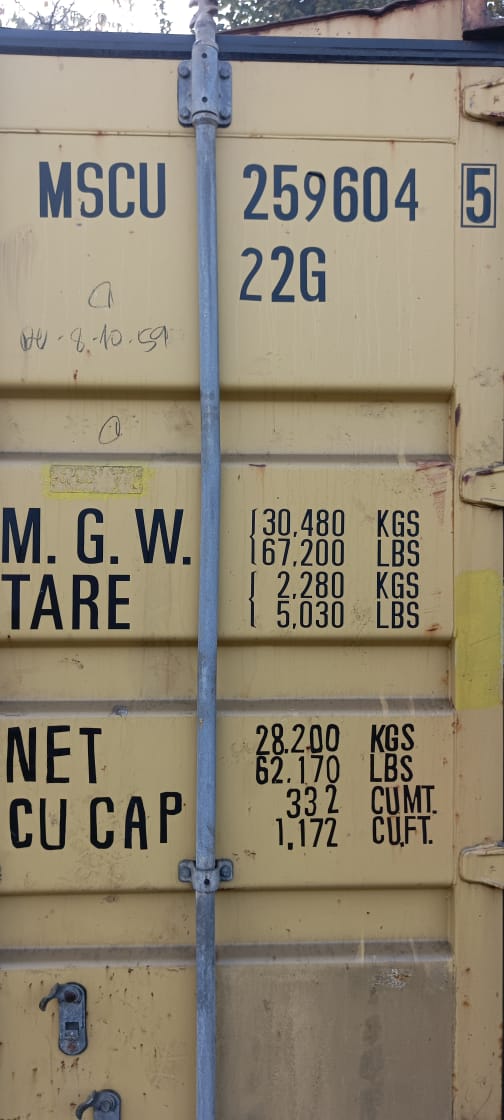 MSCU 259604 5
22G
M. G. W. 30,480 KGS
67,200 LBS
TARE 2,280 KGS
5,030 LBS
NET 28.200 KGS
62.170 LBS
CU CAP 33 2 CU.MT.
1,172 CU.FT.